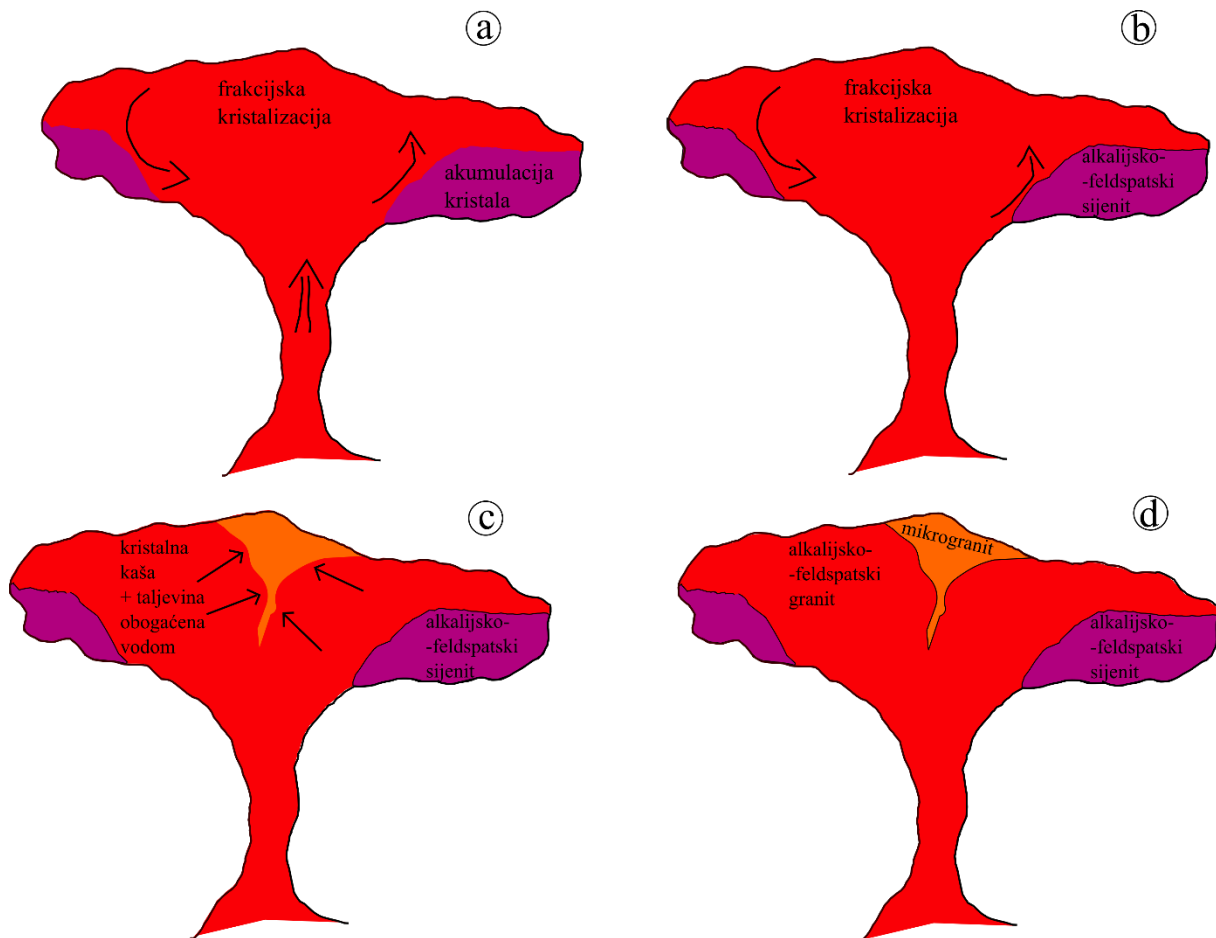 a
frakcijska
kristalizacija
akumulacija
kristala
b
frakcijska
kristalizacija
alkalijsko-
-feldspatski
sijenit
c
kristalna
kaša
+ taljevina
obogaćena
vodom
alkalijsko-
-feldspatski
sijenit
d
mikrogranit
alkalijsko-
-feldspatski
granit
alkalijsko-
-feldspatski
sijenit